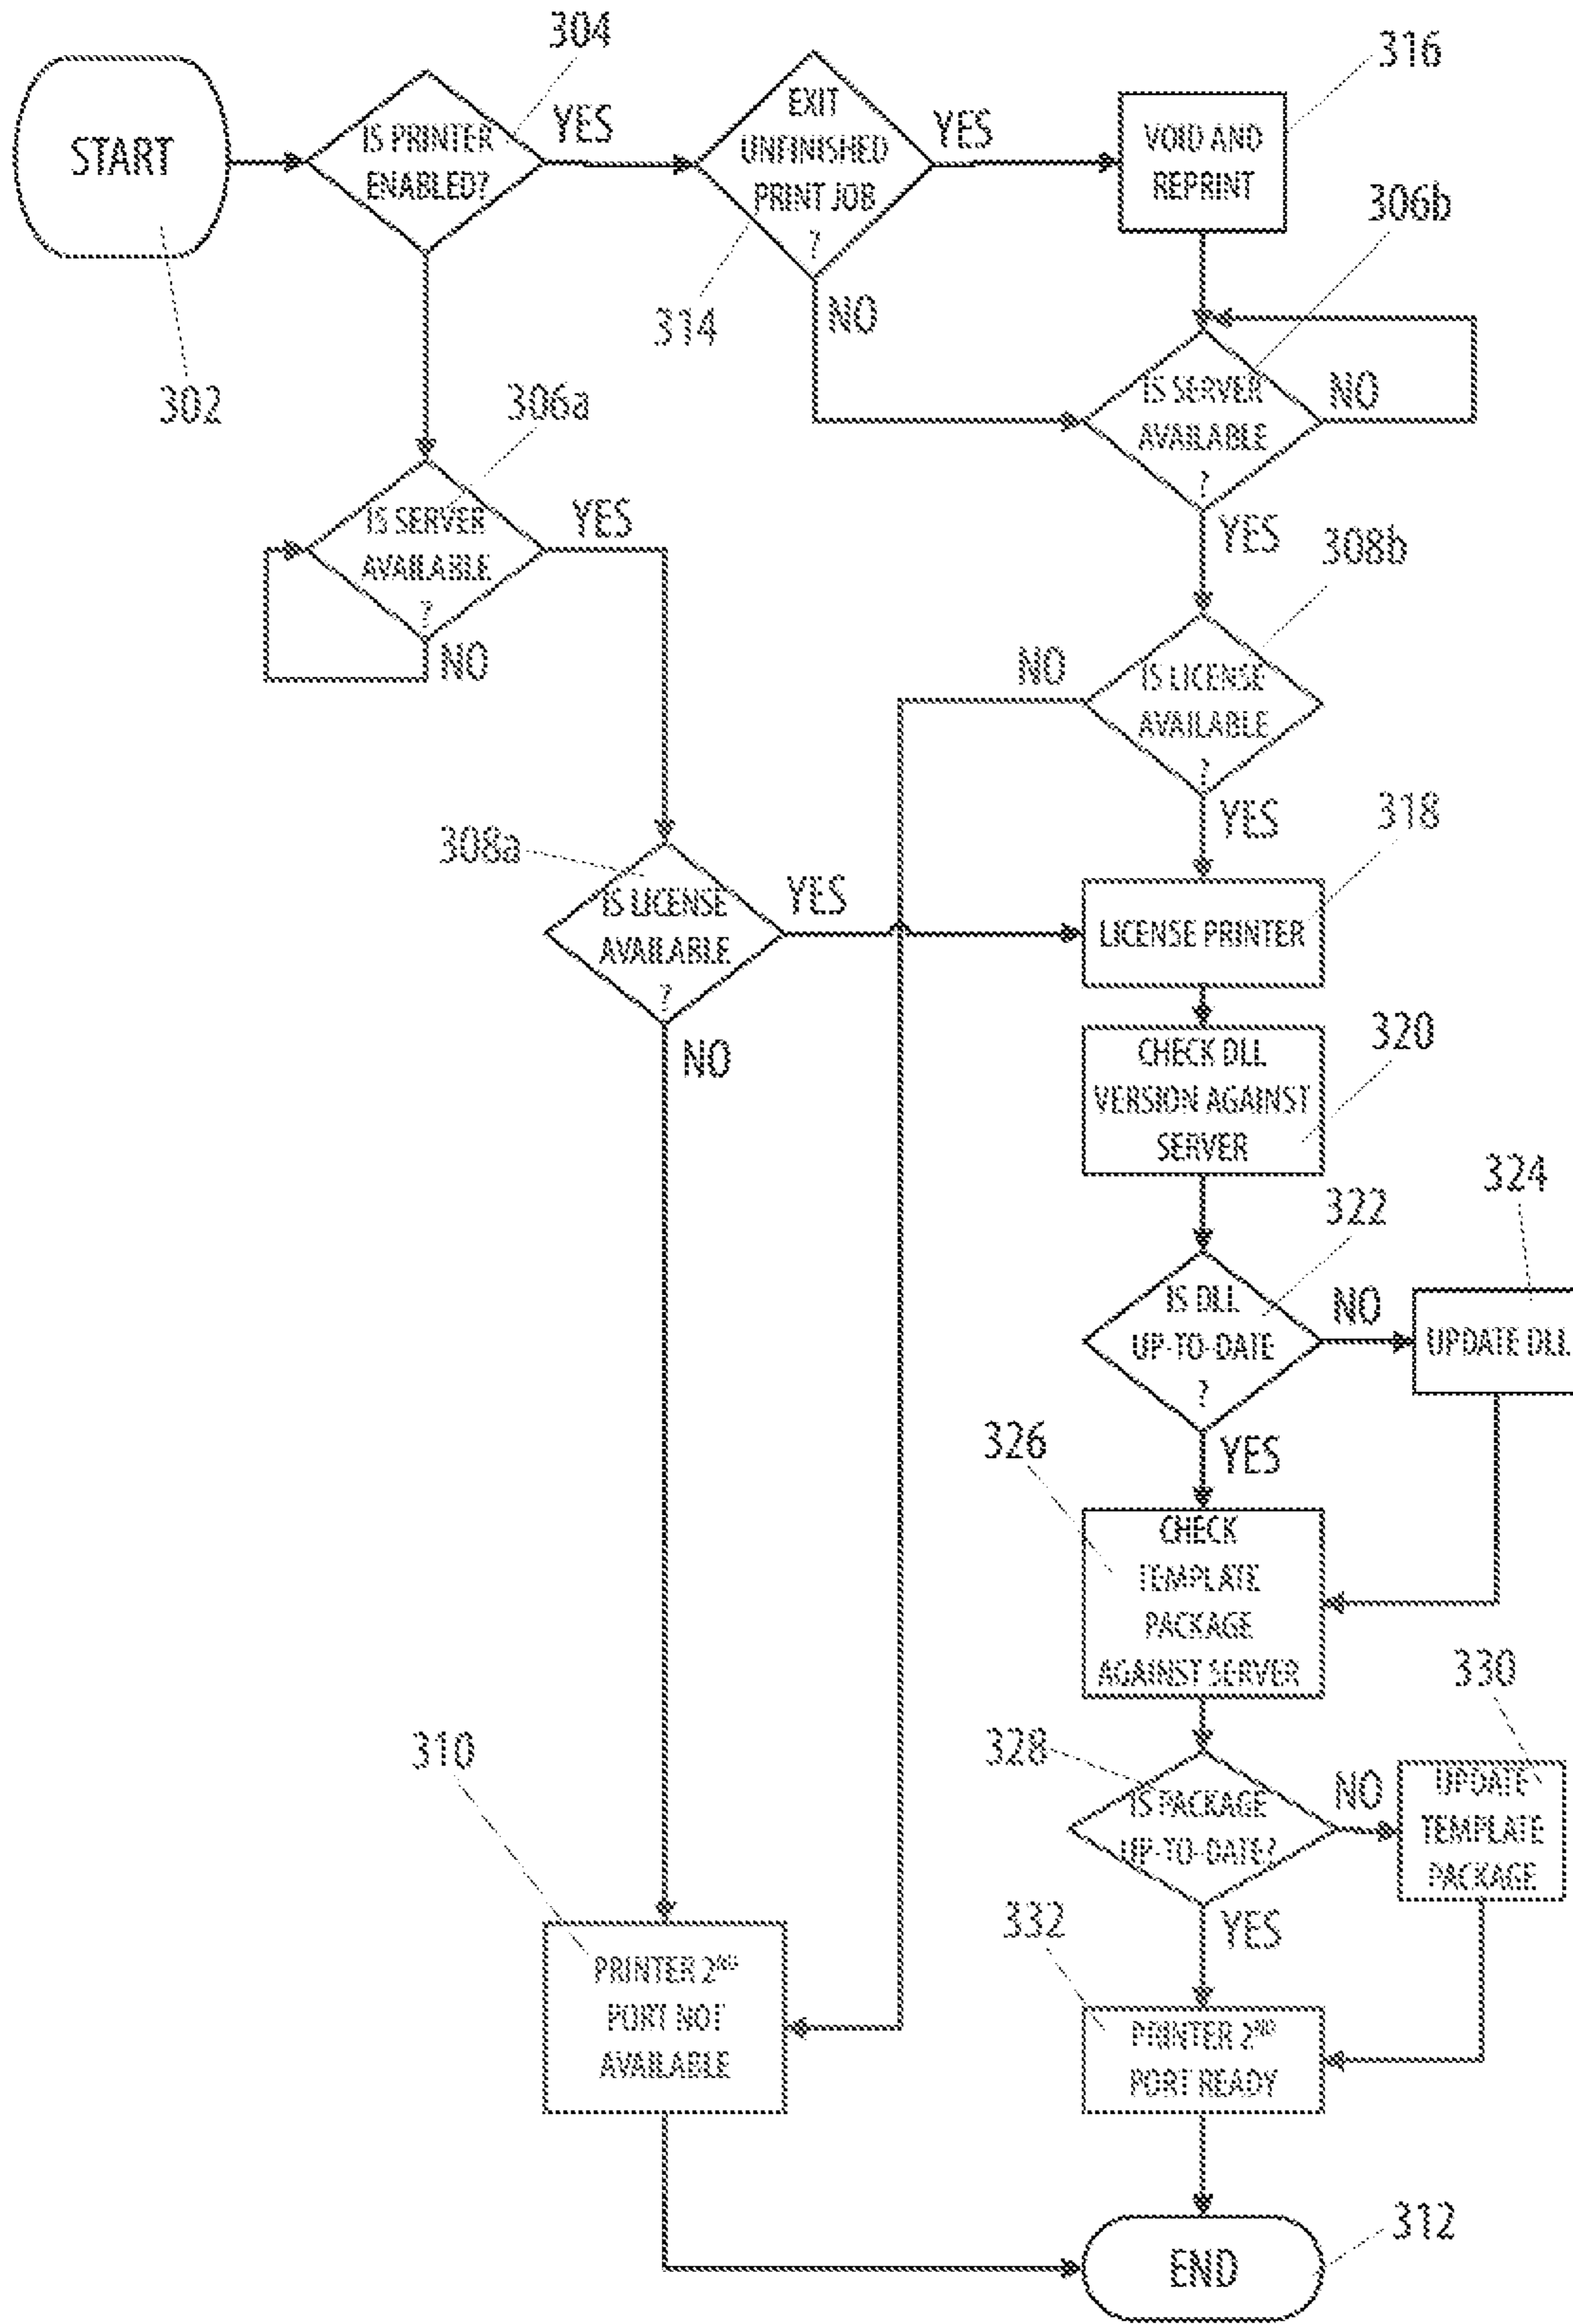 304
316
START
IS PRINTER
ENABLED?
YES
EXIT
UNFINISHED
PRINT JOB
?
YES
VOID AND
REPRINT
306b
314
NO
302
306a
IS SERVER
AVAILABLE
?
NO
IS SERVER
AVAILABLE
?
YES
NO
YES
308b
NO
IS LICENSE
AVAILABLE
?
YES
318
308a
IS LICENSE
AVAILABLE
?
YES
NO
LICENSE PRINTER
320
CHECK DLL
VERSION AGAINST
SERVER
324
322
IS DLL
UP-TO-DATE
?
NO
UPDATE DLL
326
YES
CHECK
TEMPLATE
PACKAGE
AGAINST SERVER
330
310
328
IS PACKAGE
UP-TO-DATE?
NO
UPDATE
TEMPLATE
PACKAGE
332
YES
PRINTER 2ND
PORT NOT
AVAILABLE
PRINTER 2ND
PORT READY
312
END